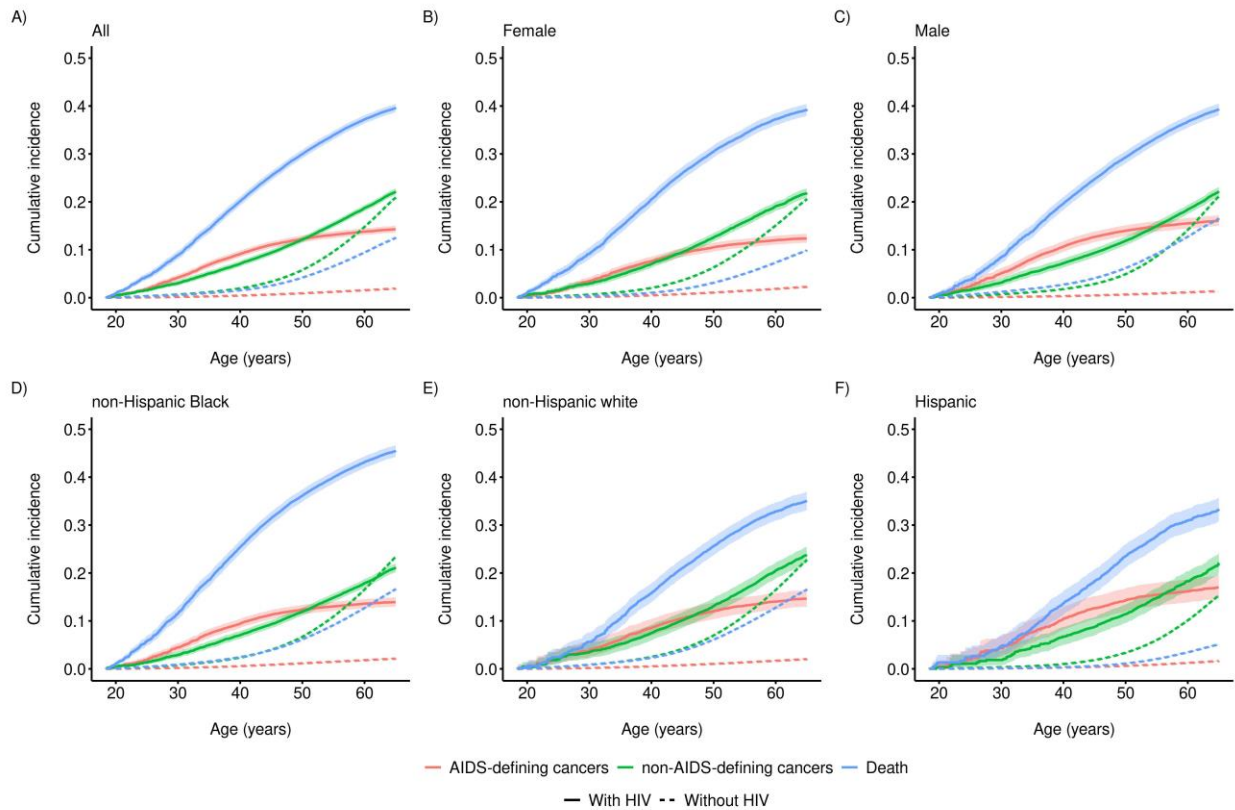 A)
All
0.5
0.4
0.3
0.2
0.1
0.0
Cumulative incidence
20 30 40 50 60
Age (years)
B)
Female
0.5
0.4
0.3
0.2
0.1
0.0
Cumulative incidence
20 30 40 50 60
Age (years)
C)
Male
0.5
0.4
0.3
0.2
0.1
0.0
Cumulative incidence
20 30 40 50 60
Age (years)
D)
non-Hispanic Black
0.5
0.4
0.3
0.2
0.1
0.0
Cumulative incidence
20 30 40 50 60
Age (years)
E)
non-Hispanic white
0.5
0.4
0.3
0.2
0.1
0.0
Cumulative incidence
20 30 40 50 60
Age (years)
F)
Hispanic
0.5
0.4
0.3
0.2
0.1
0.0
Cumulative incidence
20 30 40 50 60
Age (years)
AIDS-defining cancers non-AIDS-defining cancers Death
With HIV Without HIV